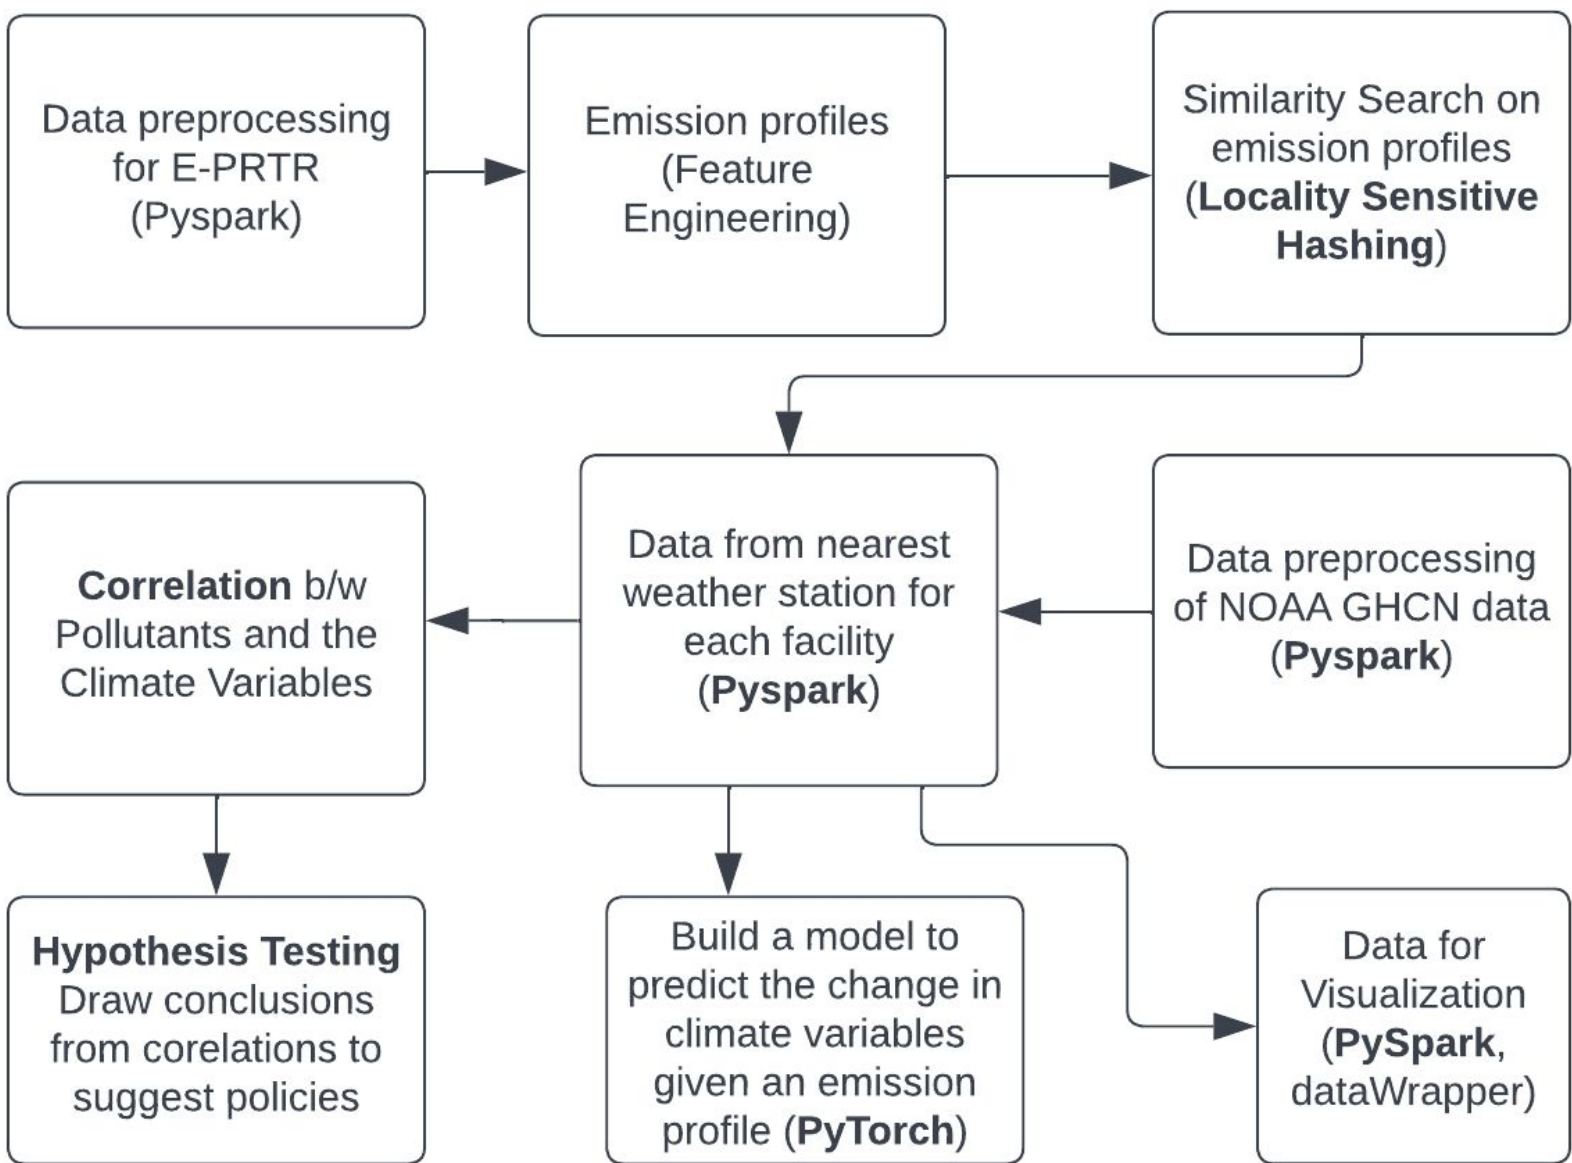 Data preprocessing
for E-PRTR
(Pyspark)
Emission profiles
(Feature
Engineering)
Similarity Search on
emission profiles
(Locality Sensitive
Hashing)
Correlation b/w
Pollutants and the
Climate Variables
Data from nearest
weather station for
each facility
(Pyspark)
Data preprocessing
of NOAA GHCN data
(Pyspark)
Hypothesis Testing
Draw conclusions
from corelations to
suggest policies
Build a model to
predict the change in
climate variables
given an emission
profile (PyTorch)
Data for
Visualization
(PySpark,
dataWrapper)